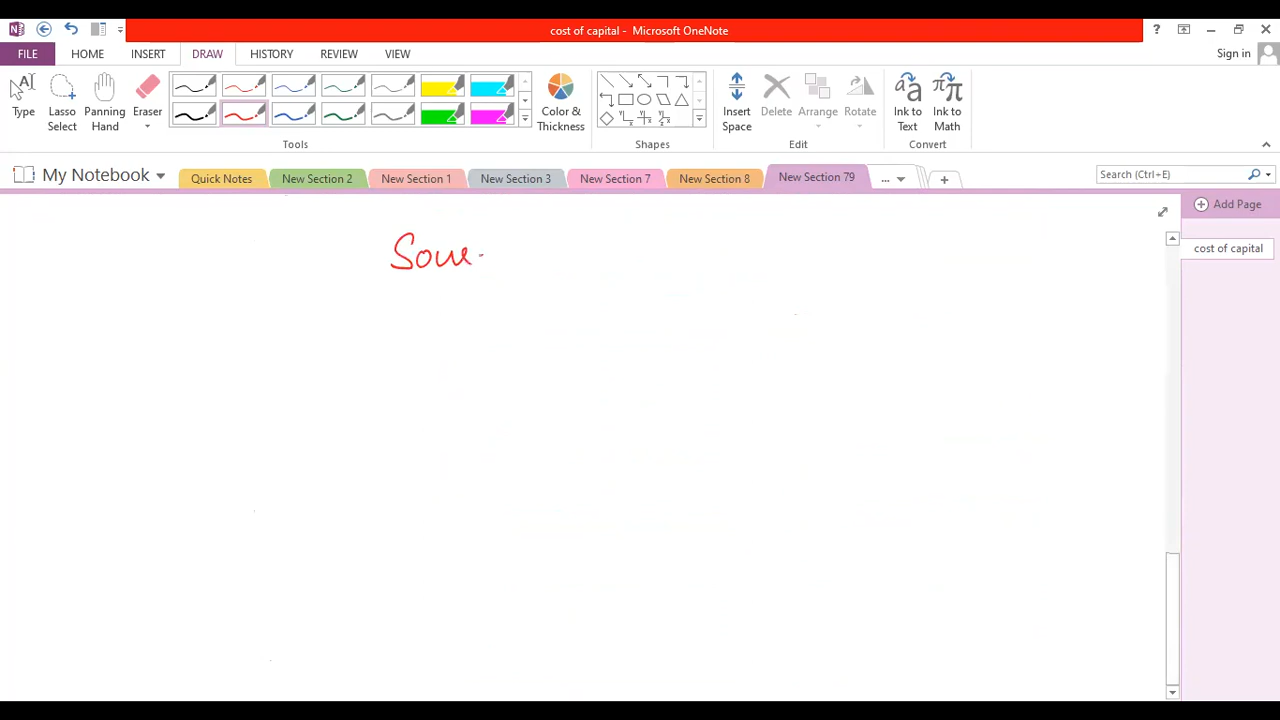 cost of capital - Microsoft OneNote
?
Sign in
FILE HOME INSERT DRAW HISTORY REVIEW VIEW
Type
Lasso Select
Panning Hand
Eraser
Color & Thickness
Insert Space
Delete
Arrange
Rotate
Ink to Text
Ink to Math
Tools
Shapes
Edit
Convert
My Notebook
Quick Notes New Section 2 New Section 1 New Section 3 New Section 7 New Section 8 New Section 79 ...
Search (Ctrl+E)
Add Page
cost of capital
Sour